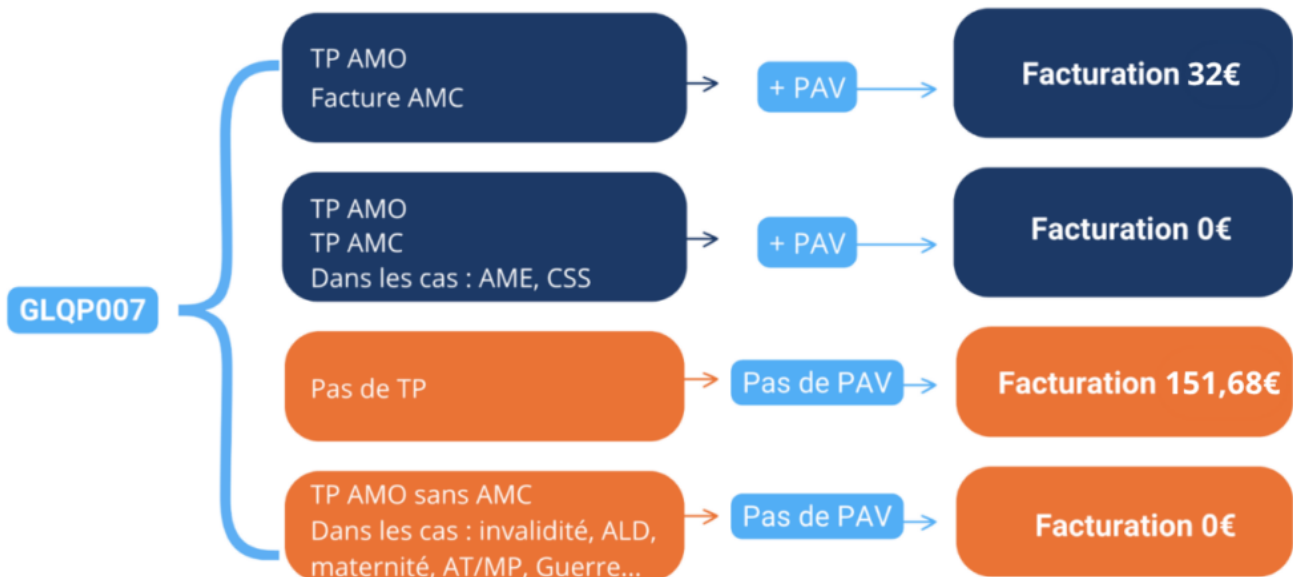 TP AMO
Facture AMC
+ PAV
Facturation 32€
TP AMO
TP AMC
Dans les cas : AME, CSS
+ PAV
Facturation 0€
GLQP007
Pas de TP
Pas de PAV
Facturation 151,68€
TP AMO sans AMC
Dans les cas : invalidité, ALD,
maternité, AT/MP, Guerre...
Pas de PAV
Facturation 0€